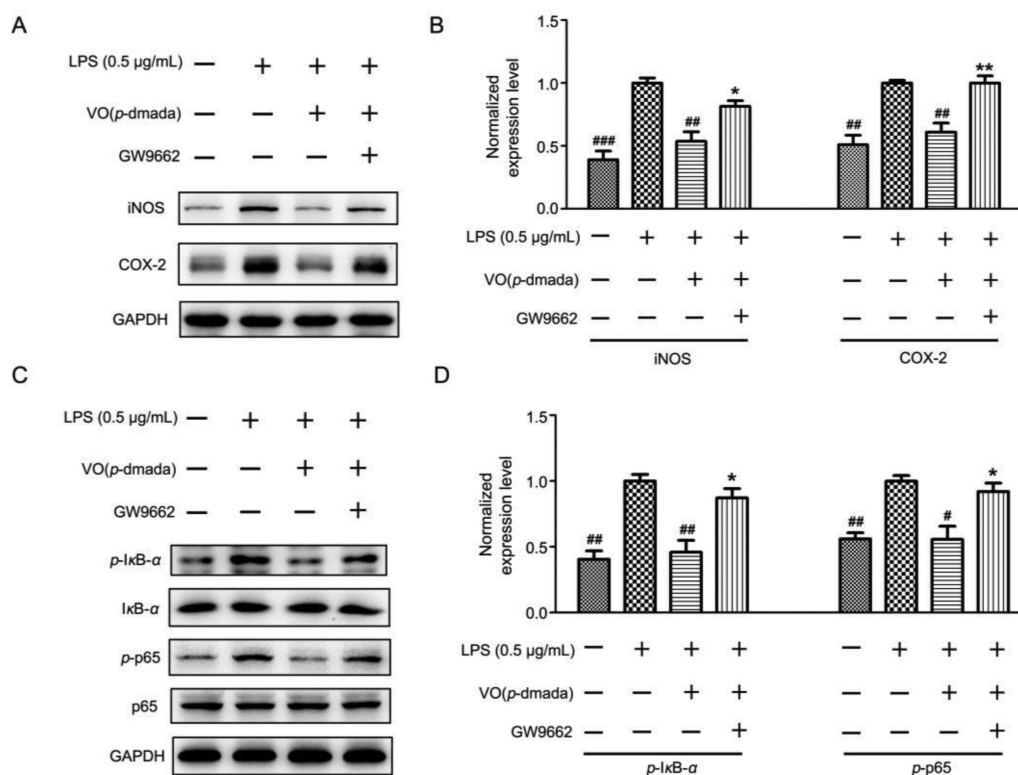 A
LPS (0.5 µg/mL) — + + +
VO(p-dmada) — — + +
GW9662 — — — +
iNOS
COX-2
GAPDH
B
Normalized
expression level
1.5
1.0
0.5
0.0
### ## * ## ## **
LPS (0.5 µg/mL) — + + + — + + +
VO(p-dmada) — — + + — — + +
GW9662 — — — + — — — +
iNOS COX-2
C
LPS (0.5 µg/mL) — + + +
VO(p-dmada) — — + +
GW9662 — — — +
p-IκB-α
IκB-α
p-p65
p65
GAPDH
D
Normalized
expression level
1.5
1.0
0.5
0.0
## ## * ## # *
LPS (0.5 µg/mL) — + + + — + + +
VO(p-dmada) — — + + — — + +
GW9662 — — — + — — — +
p-IκB-α p-p65